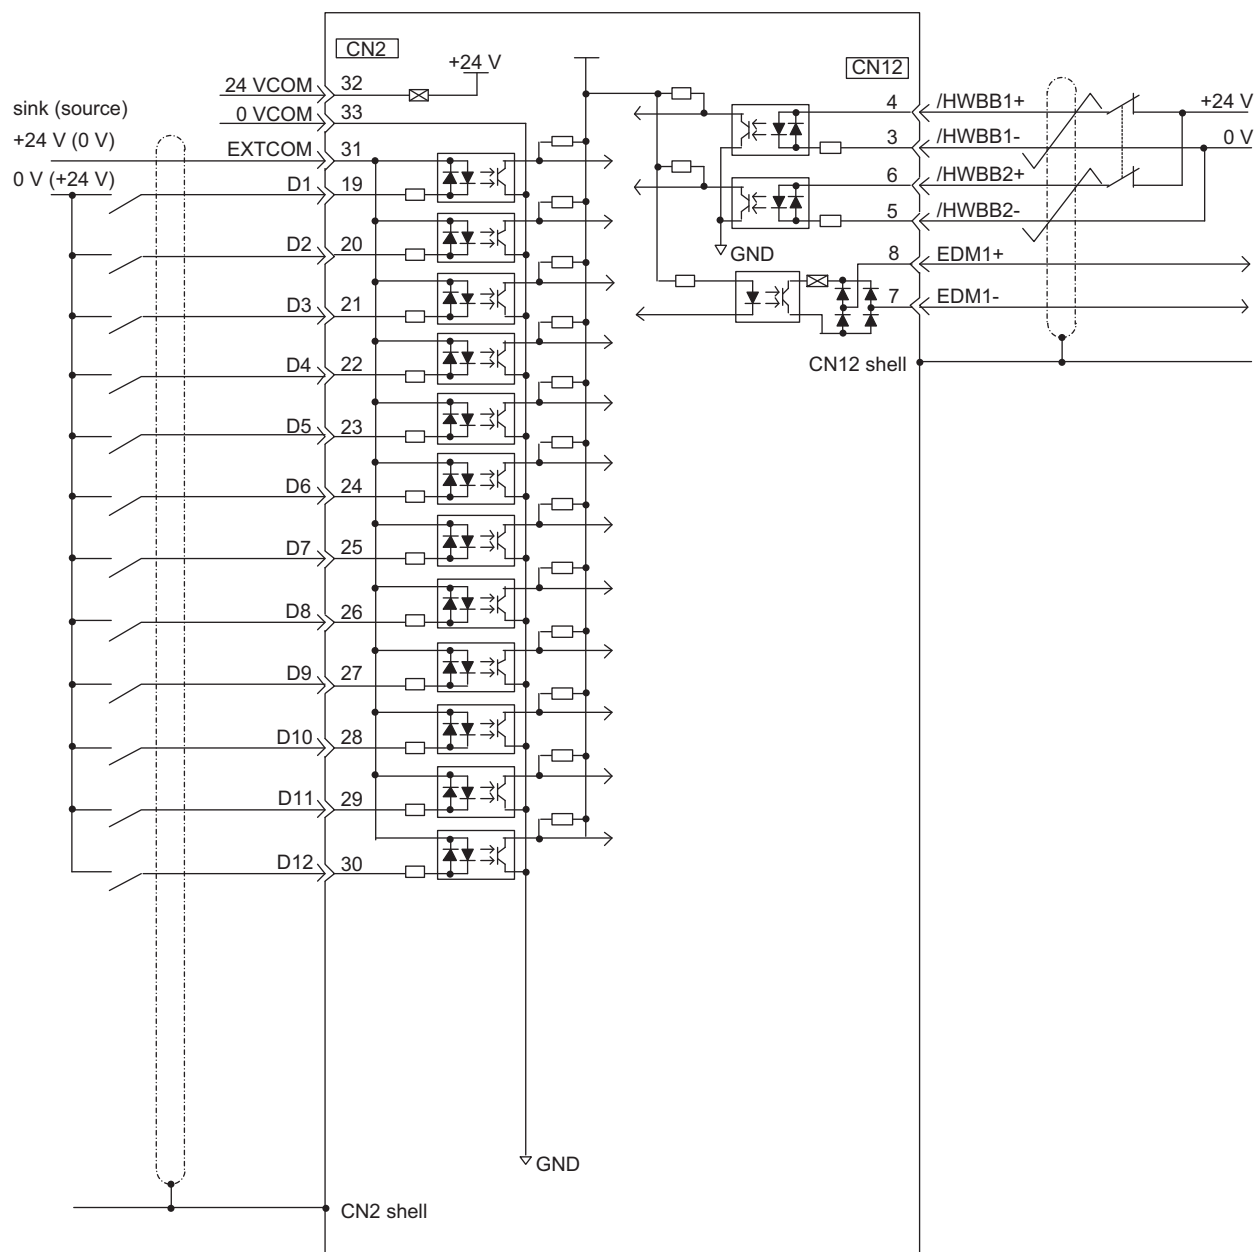 CN2
+24 V
24 VCOM 32
sink (source)
0 VCOM 33
+24 V (0 V)
EXTCOM 31
0 V (+24 V)
D1 19
D2 20
D3 21
D4 22
D5 23
D6 24
D7 25
D8 26
D9 27
D10 28
D11 29
D12 30
GND
CN2 shell
CN12
4 /HWBB1+ +24 V
3 /HWBB1- 0 V
6 /HWBB2+
5 /HWBB2-
GND
8 EDM1+
7 EDM1-
CN12 shell